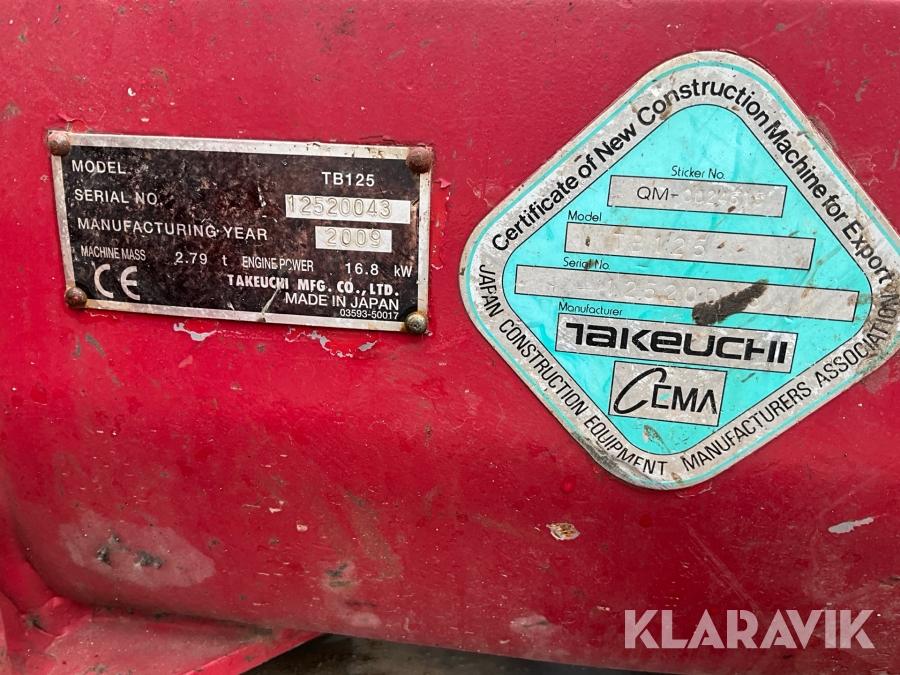 MODEL TB125
SERIAL NO. 12520043
MANUFACTURING YEAR 2009
MACHINE MASS 2.79 t ENGINE POWER 16.8 kW
CE
TAKEUCHI MFG. CO., LTD.
MADE IN JAPAN
03593-50017
Certificate of New Construction Machine for Export
JAPAN CONSTRUCTION EQUIPMENT MANUFACTURERS ASSOCIATION
Sticker No.
QM-
Model
TB125
Serial No.
Manufacturer
TAKEUCHI
CEMA
KLARAVIK